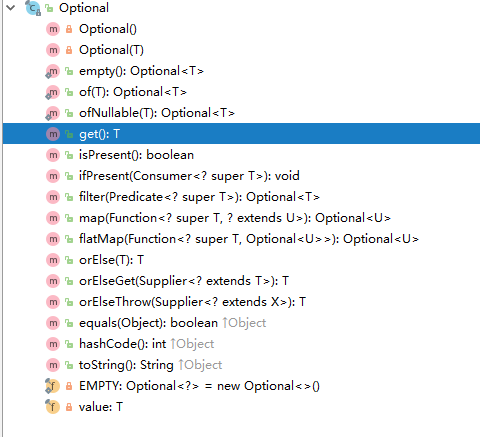 Optional
Optional()
Optional(T)
empty(): Optional<T>
of(T): Optional<T>
ofNullable(T): Optional<T>
get(): T
isPresent(): boolean
ifPresent(Consumer<? super T>): void
filter(Predicate<? super T>): Optional<T>
map(Function<? super T, ? extends U>): Optional<U>
flatMap(Function<? super T, Optional<U>>): Optional<U>
orElse(T): T
orElseGet(Supplier<? extends T>): T
orElseThrow(Supplier<? extends X>): T
equals(Object): boolean ↑Object
hashCode(): int ↑Object
toString(): String ↑Object
EMPTY: Optional<?> = new Optional<>()
value: T